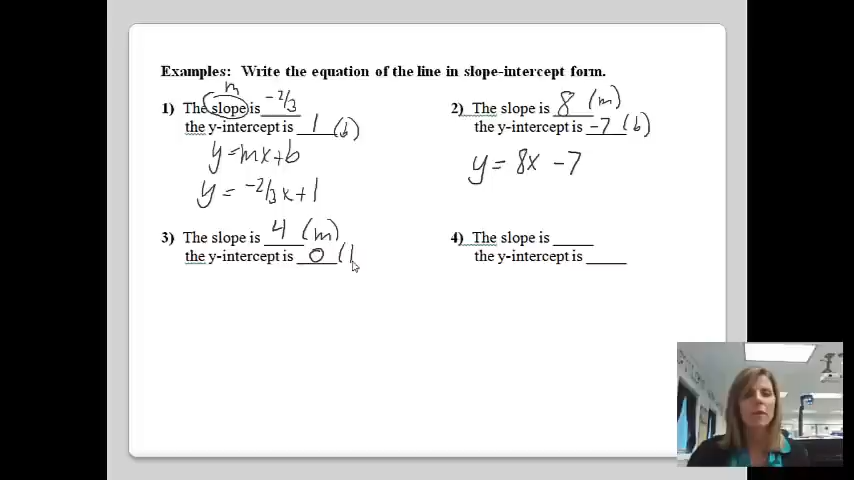 Examples: Write the equation of the line in slope-intercept form.
m
1) The slope is -2/3
the y-intercept is 1 (b)
y=mx+b
y = -2/3x+1
2) The slope is 8 (m)
the y-intercept is -7 (b)
y= 8x -7
3) The slope is 4 (m)
the y-intercept is 0 (
4) The slope is ____
the y-intercept is ____